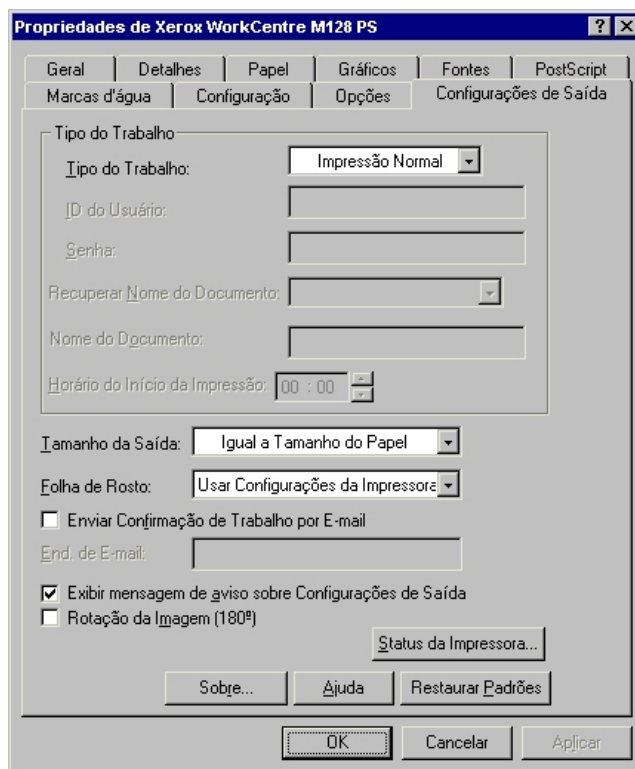 Propriedades de Xerox WorkCentre M128 PS
Geral Detalhes Papel Gráficos Fontes PostScript
Marcas d'água Configuração Opções Configurações de Saída
Tipo do Trabalho
Tipo do Trabalho: Impressão Normal
ID do Usuário:
Senha:
Recuperar Nome do Documento:
Nome do Documento:
Horário do Início da Impressão: 00 : 00
Tamanho da Saída: Igual a Tamanho do Papel
Folha de Rosto: Usar Configurações da Impressora
Enviar Confirmação de Trabalho por E-mail
End. de E-mail:
Exibir mensagem de aviso sobre Configurações de Saída
Rotação da Imagem (180º)
Status da Impressora...
Sobre... Ajuda Restaurar Padrões
OK Cancelar Aplicar